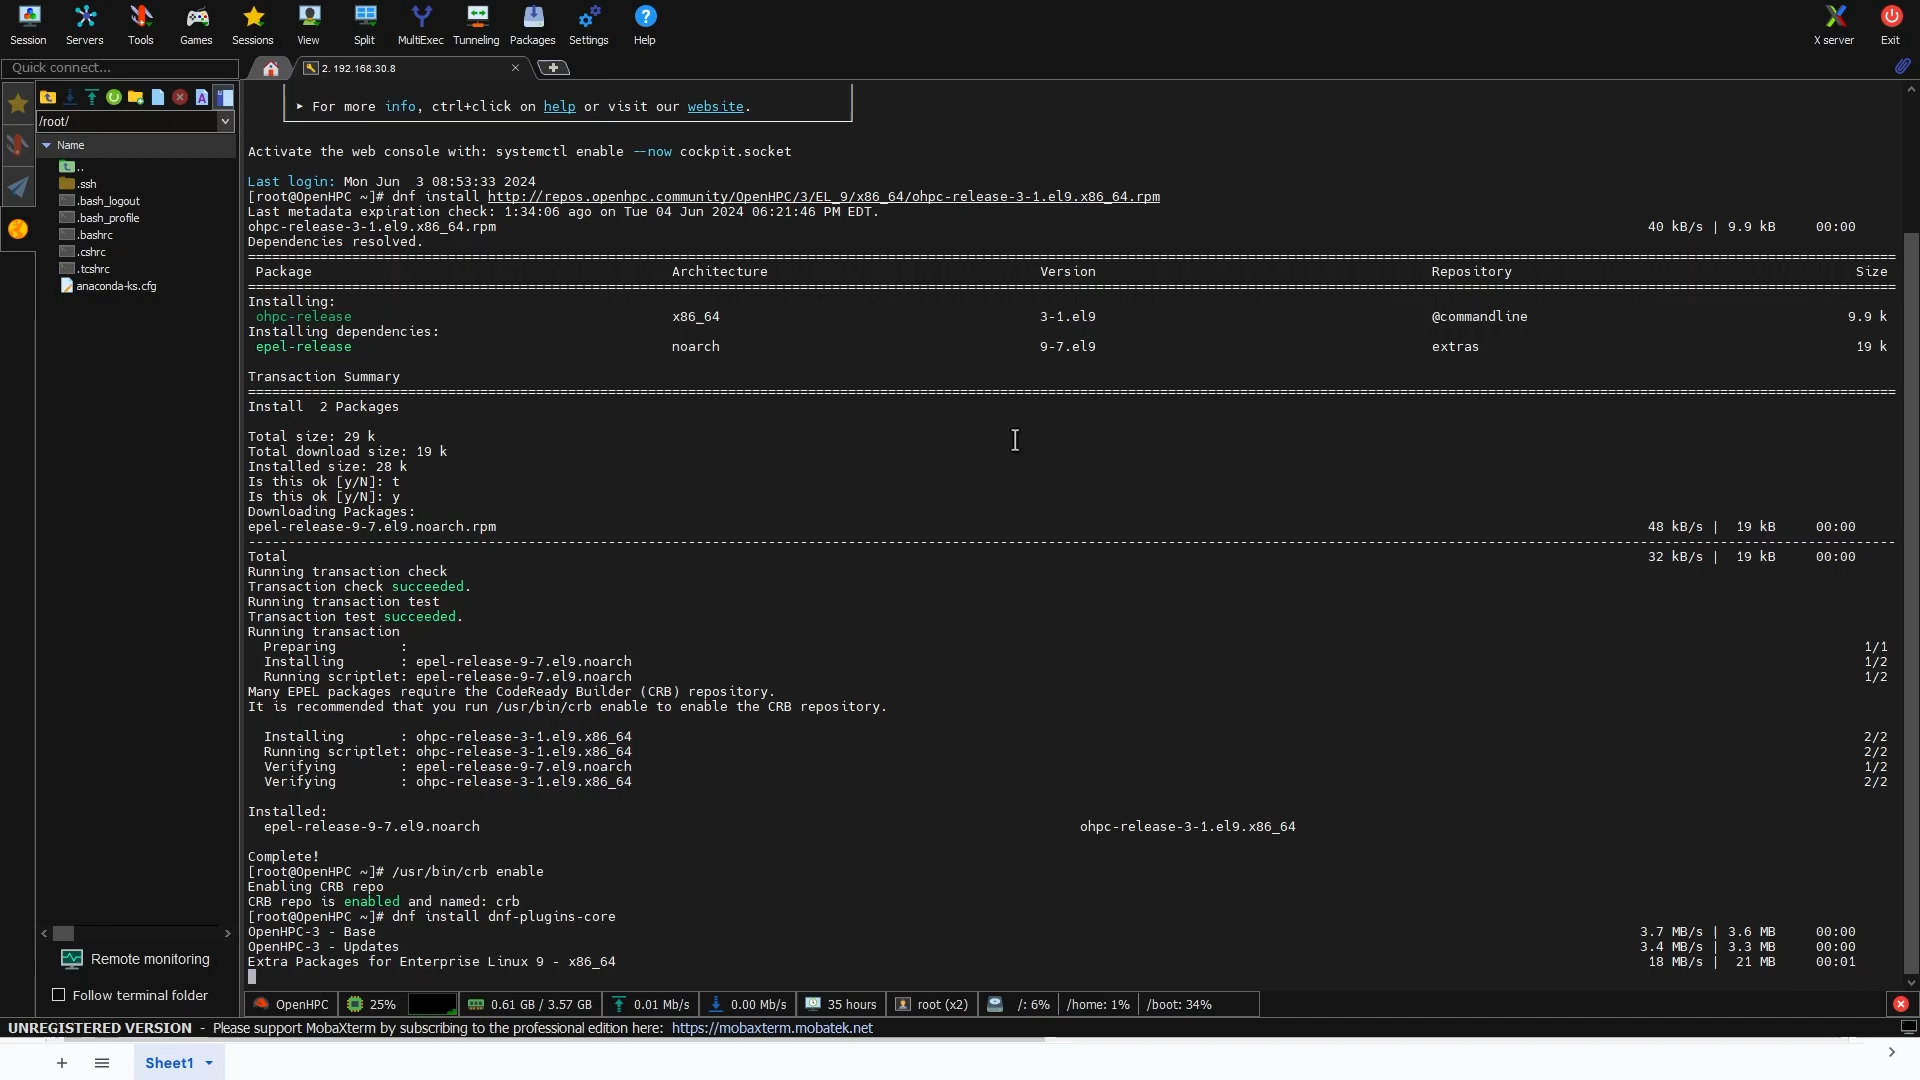 Session Servers Tools Games Sessions View Split MultiExec Tunneling Packages Settings Help X server Exit
Quick connect...
2. 192.168.30.8
/root/
Name
..
.ssh
.bash_logout
.bash_profile
.bashrc
.cshrc
.tcshrc
anaconda-ks.cfg
Remote monitoring
Follow terminal folder
➤ For more info, ctrl+click on help or visit our website.
Activate the web console with: systemctl enable --now cockpit.socket
Last login: Mon Jun  3 08:53:33 2024
[root@OpenHPC ~]# dnf install http://repos.openhpc.community/OpenHPC/3/EL_9/x86_64/ohpc-release-3-1.el9.x86_64.rpm
Last metadata expiration check: 1:34:06 ago on Tue 04 Jun 2024 06:21:46 PM EDT.
ohpc-release-3-1.el9.x86_64.rpm 40 kB/s | 9.9 kB 00:00
Dependencies resolved.
Package Architecture Version Repository Size
Installing:
ohpc-release x86_64 3-1.el9 @commandline 9.9 k
Installing dependencies:
epel-release noarch 9-7.el9 extras 19 k
Transaction Summary
Install  2 Packages
Total size: 29 k
Total download size: 19 k
Installed size: 28 k
Is this ok [y/N]: t
Is this ok [y/N]: y
Downloading Packages:
epel-release-9-7.el9.noarch.rpm 48 kB/s | 19 kB 00:00
Total 32 kB/s | 19 kB 00:00
Running transaction check
Transaction check succeeded.
Running transaction test
Transaction test succeeded.
Running transaction
Preparing : 1/1
Installing : epel-release-9-7.el9.noarch 1/2
Running scriptlet: epel-release-9-7.el9.noarch 1/2
Many EPEL packages require the CodeReady Builder (CRB) repository.
It is recommended that you run /usr/bin/crb enable to enable the CRB repository.
Installing : ohpc-release-3-1.el9.x86_64 2/2
Running scriptlet: ohpc-release-3-1.el9.x86_64 2/2
Verifying : epel-release-9-7.el9.noarch 1/2
Verifying : ohpc-release-3-1.el9.x86_64 2/2
Installed:
epel-release-9-7.el9.noarch ohpc-release-3-1.el9.x86_64
Complete!
[root@OpenHPC ~]# /usr/bin/crb enable
Enabling CRB repo
CRB repo is enabled and named: crb
[root@OpenHPC ~]# dnf install dnf-plugins-core
OpenHPC-3 - Base 3.7 MB/s | 3.6 MB 00:00
OpenHPC-3 - Updates 3.4 MB/s | 3.3 MB 00:00
Extra Packages for Enterprise Linux 9 - x86_64 18 MB/s | 21 MB 00:01
OpenHPC 25% 0.61 GB / 3.57 GB 0.01 Mb/s 0.00 Mb/s 35 hours root (x2) /: 6% /home: 1% /boot: 34%
UNREGISTERED VERSION - Please support MobaXterm by subscribing to the professional edition here: https://mobaxterm.mobatek.net
Sheet1